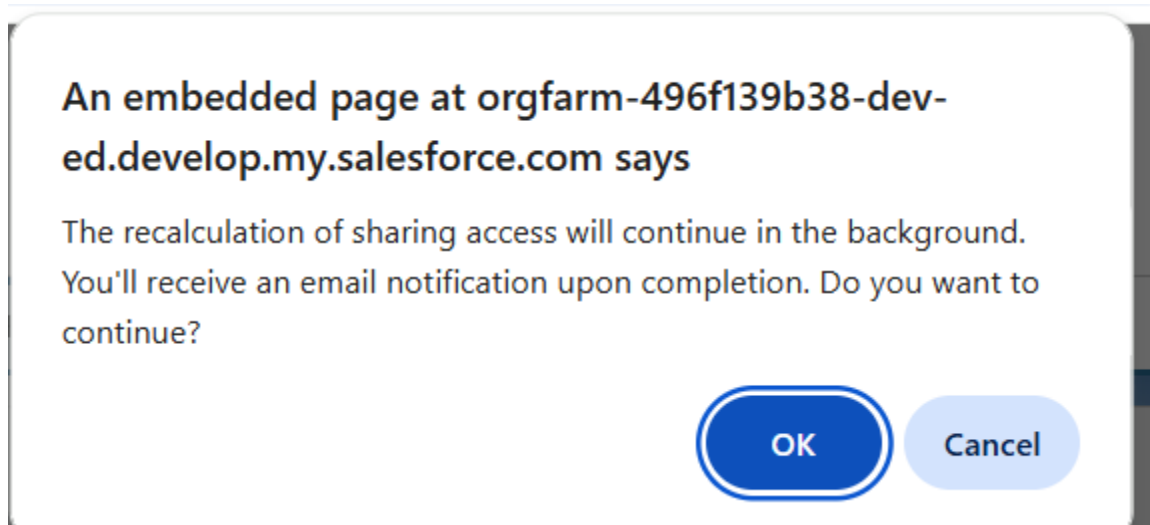 An embedded page at orgfarm-496f139b38-dev-
ed.develop.my.salesforce.com says
The recalculation of sharing access will continue in the background.
You'll receive an email notification upon completion. Do you want to
continue?
OK
Cancel